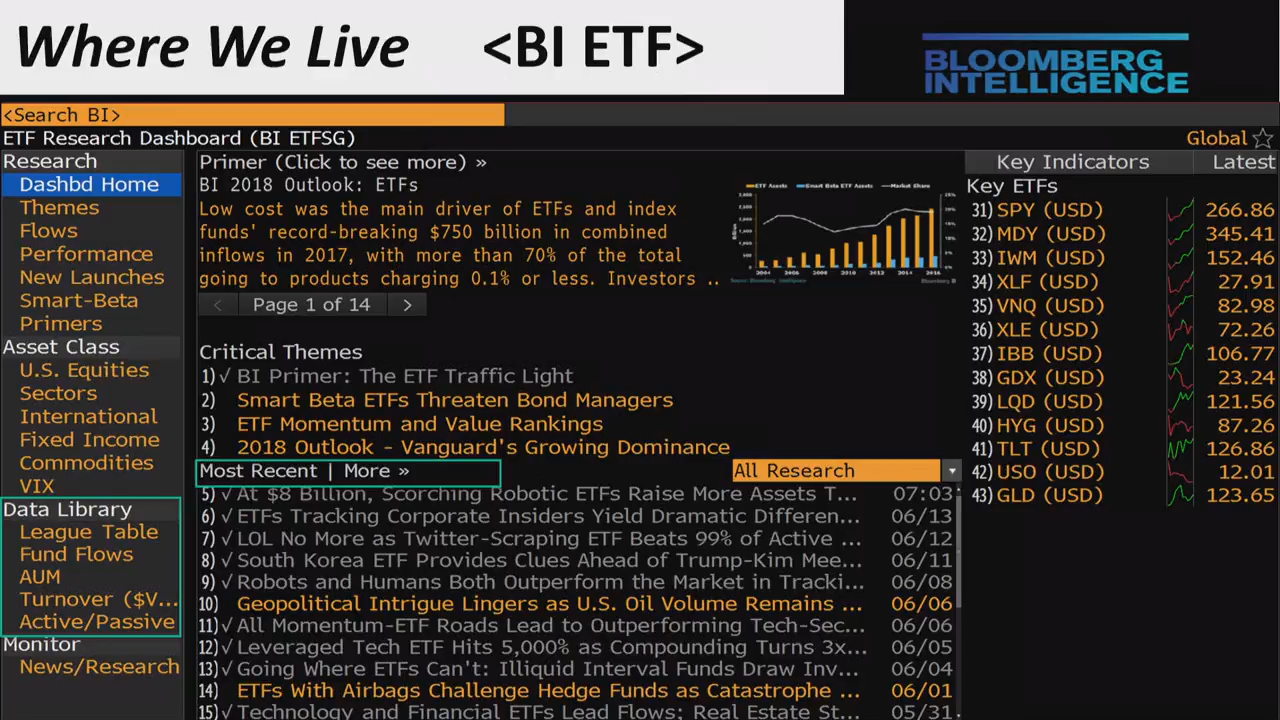 Where We Live <BI ETF>
BLOOMBERG
INTELLIGENCE
<Search BI>
ETF Research Dashboard (BI ETFSG)
Global
Research
Dashbd Home
Themes
Flows
Performance
New Launches
Smart-Beta
Primers
Asset Class
U.S. Equities
Sectors
International
Fixed Income
Commodities
VIX
Data Library
League Table
Fund Flows
AUM
Turnover ($V...
Active/Passive
Monitor
News/Research
Primer (Click to see more) »
BI 2018 Outlook: ETFs
Low cost was the main driver of ETFs and index
funds' record-breaking $750 billion in combined
inflows in 2017, with more than 70% of the total
going to products charging 0.1% or less. Investors ..
ETF Assets Smart Beta ETF Assets Market Share
< Page 1 of 14 >
Critical Themes
1) √ BI Primer: The ETF Traffic Light
2) Smart Beta ETFs Threaten Bond Managers
3) ETF Momentum and Value Rankings
4) 2018 Outlook - Vanguard's Growing Dominance
Most Recent | More »
All Research
5) √ At $8 Billion, Scorching Robotic ETFs Raise More Assets T... 07:03
6) √ ETFs Tracking Corporate Insiders Yield Dramatic Differen... 06/13
7) √ LOL No More as Twitter-Scraping ETF Beats 99% of Active ... 06/12
8) √ South Korea ETF Provides Clues Ahead of Trump-Kim Mee... 06/11
9) √ Robots and Humans Both Outperform the Market in Tracki... 06/08
10) Geopolitical Intrigue Lingers as U.S. Oil Volume Remains ... 06/06
11) √ All Momentum-ETF Roads Lead to Outperforming Tech-Sec... 06/06
12) √ Leveraged Tech ETF Hits 5,000% as Compounding Turns 3x... 06/05
13) √ Going Where ETFs Can't: Illiquid Interval Funds Draw Inv... 06/04
14) ETFs With Airbags Challenge Hedge Funds as Catastrophe ... 06/01
15) √ Technology and Financial ETFs Lead Flows; Real Estate St... 05/31
Key Indicators Latest
Key ETFs
31) SPY (USD) 266.86
32) MDY (USD) 345.41
33) IWM (USD) 152.46
34) XLF (USD) 27.91
35) VNQ (USD) 82.98
36) XLE (USD) 72.26
37) IBB (USD) 106.77
38) GDX (USD) 23.24
39) LQD (USD) 121.56
40) HYG (USD) 87.26
41) TLT (USD) 126.86
42) USO (USD) 12.01
43) GLD (USD) 123.65